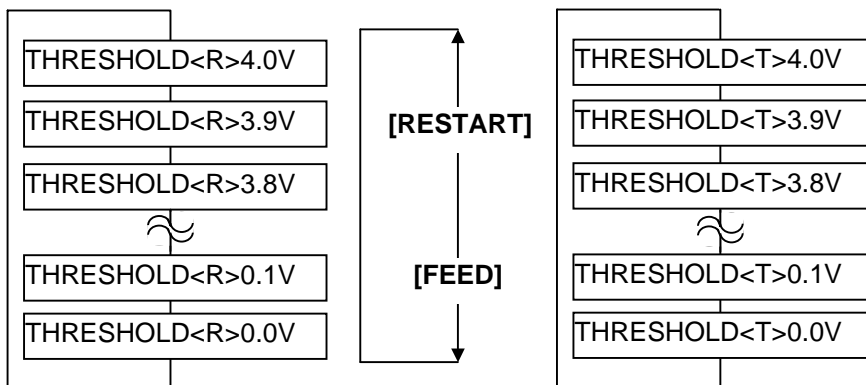 THRESHOLD<R>4.0V
THRESHOLD<R>3.9V
THRESHOLD<R>3.8V
THRESHOLD<R>0.1V
THRESHOLD<R>0.0V
[RESTART]
[FEED]
THRESHOLD<T>4.0V
THRESHOLD<T>3.9V
THRESHOLD<T>3.8V
THRESHOLD<T>0.1V
THRESHOLD<T>0.0V